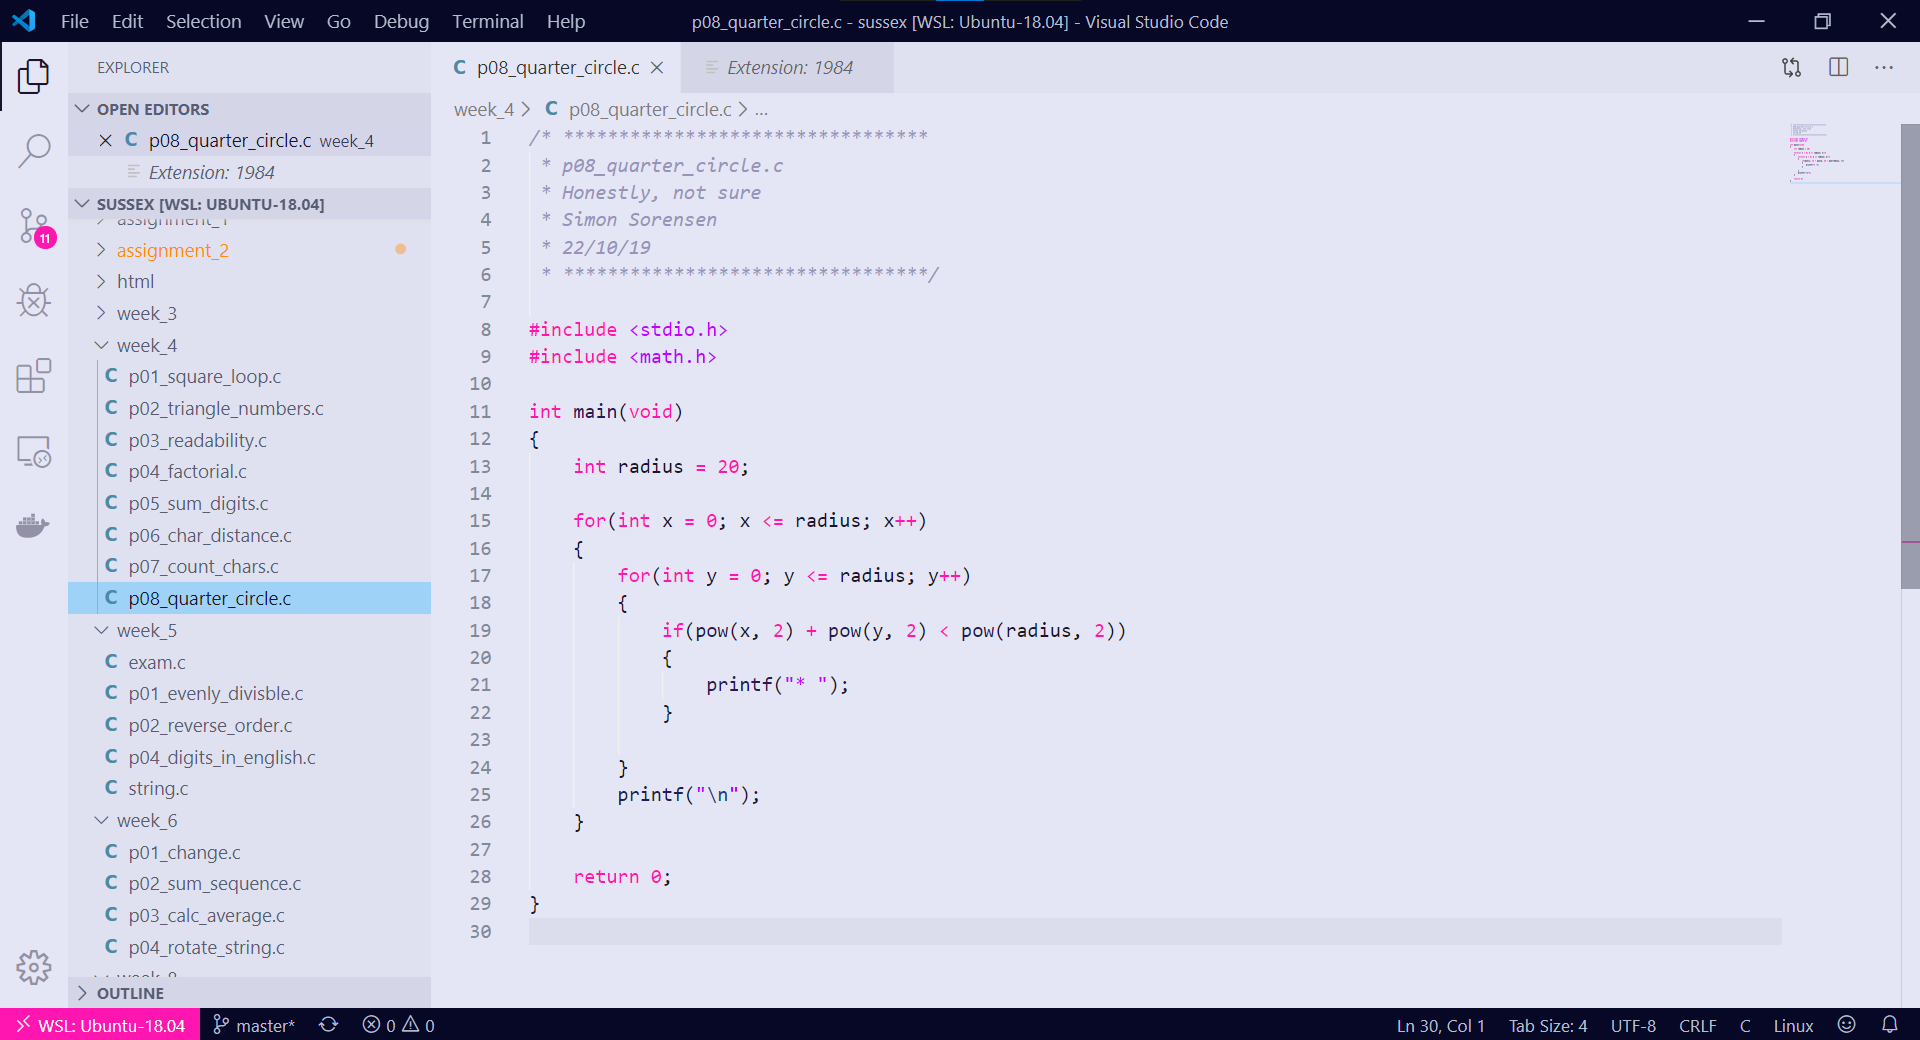 File Edit Selection View Go Debug Terminal Help p08_quarter_circle.c - sussex [WSL: Ubuntu-18.04] - Visual Studio Code
EXPLORER
OPEN EDITORS
C p08_quarter_circle.c week_4
Extension: 1984
SUSSEX [WSL: UBUNTU-18.04]
assignment_1
assignment_2
html
week_3
week_4
C p01_square_loop.c
C p02_triangle_numbers.c
C p03_readability.c
C p04_factorial.c
C p05_sum_digits.c
C p06_char_distance.c
C p07_count_chars.c
C p08_quarter_circle.c
week_5
C exam.c
C p01_evenly_divisble.c
C p02_reverse_order.c
C p04_digits_in_english.c
C string.c
week_6
C p01_change.c
C p02_sum_sequence.c
C p03_calc_average.c
C p04_rotate_string.c
week_8
OUTLINE
11
C p08_quarter_circle.c Extension: 1984
week_4 > C p08_quarter_circle.c > ...
1 /* *********************************
2  * p08_quarter_circle.c
3  * Honestly, not sure
4  * Simon Sorensen
5  * 22/10/19
6  * *********************************/
7
8 #include <stdio.h>
9 #include <math.h>
10
11 int main(void)
12 {
13     int radius = 20;
14
15     for(int x = 0; x <= radius; x++)
16     {
17         for(int y = 0; y <= radius; y++)
18         {
19             if(pow(x, 2) + pow(y, 2) < pow(radius, 2))
20             {
21                 printf("* ");
22             }
23
24         }
25         printf("\n");
26     }
27
28     return 0;
29 }
30
WSL: Ubuntu-18.04 master* 0 0 Ln 30, Col 1 Tab Size: 4 UTF-8 CRLF C Linux